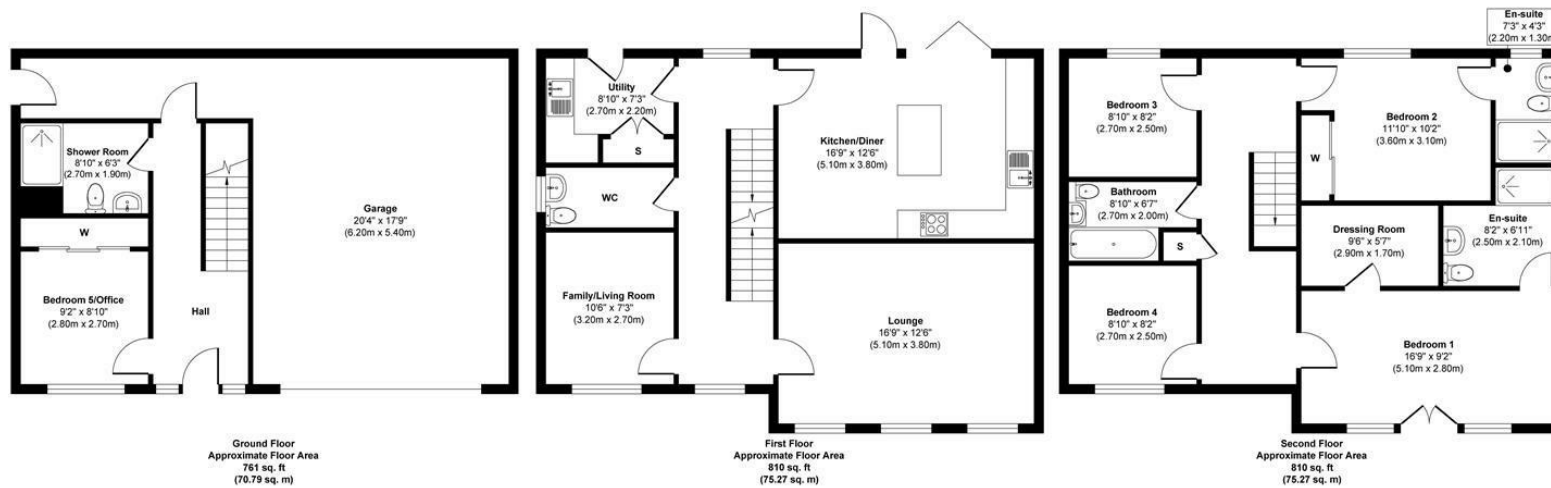 Shower Room
8'10" x 6'3"
(2.70m x 1.90m)
W
Bedroom 5/Office
9'2" x 8'10"
(2.80m x 2.70m)
Hall
Garage
20'4" x 17'9"
(6.20m x 5.40m)
Ground Floor
Approximate Floor Area
761 sq. ft
(70.79 sq. m)
Utility
8'10" x 7'3"
(2.70m x 2.20m)
S
WC
Family/Living Room
10'6" x 7'3"
(3.20m x 2.70m)
Kitchen/Diner
16'9" x 12'6"
(5.10m x 3.80m)
Lounge
16'9" x 12'6"
(5.10m x 3.80m)
First Floor
Approximate Floor Area
810 sq. ft
(75.27 sq. m)
Bedroom 3
8'10" x 8'2"
(2.70m x 2.50m)
Bathroom
8'10" x 6'7"
(2.70m x 2.00m)
S
Bedroom 4
8'10" x 8'2"
(2.70m x 2.50m)
En-suite
7'3" x 4'3"
(2.20m x 1.30m
Bedroom 2
11'10" x 10'2"
(3.60m x 3.10m)
W
Dressing Room
9'6" x 5'7"
(2.90m x 1.70m)
En-suite
8'2" x 6'11"
(2.50m x 2.10m)
Bedroom 1
16'9" x 9'2"
(5.10m x 2.80m)
Second Floor
Approximate Floor Area
810 sq. ft
(75.27 sq. m)